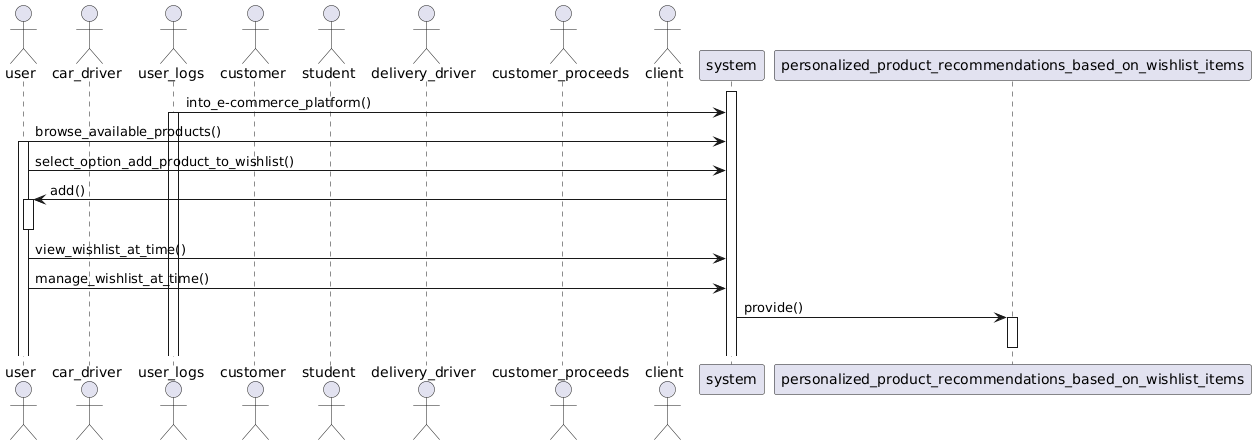 user car_driver user_logs customer student delivery_driver customer_proceeds client system personalized_product_recommendations_based_on_wishlist_items
into_e-commerce_platform()
browse_available_products()
select_option_add_product_to_wishlist()
add()
view_wishlist_at_time()
manage_wishlist_at_time()
provide()
user car_driver user_logs customer student delivery_driver customer_proceeds client system personalized_product_recommendations_based_on_wishlist_items